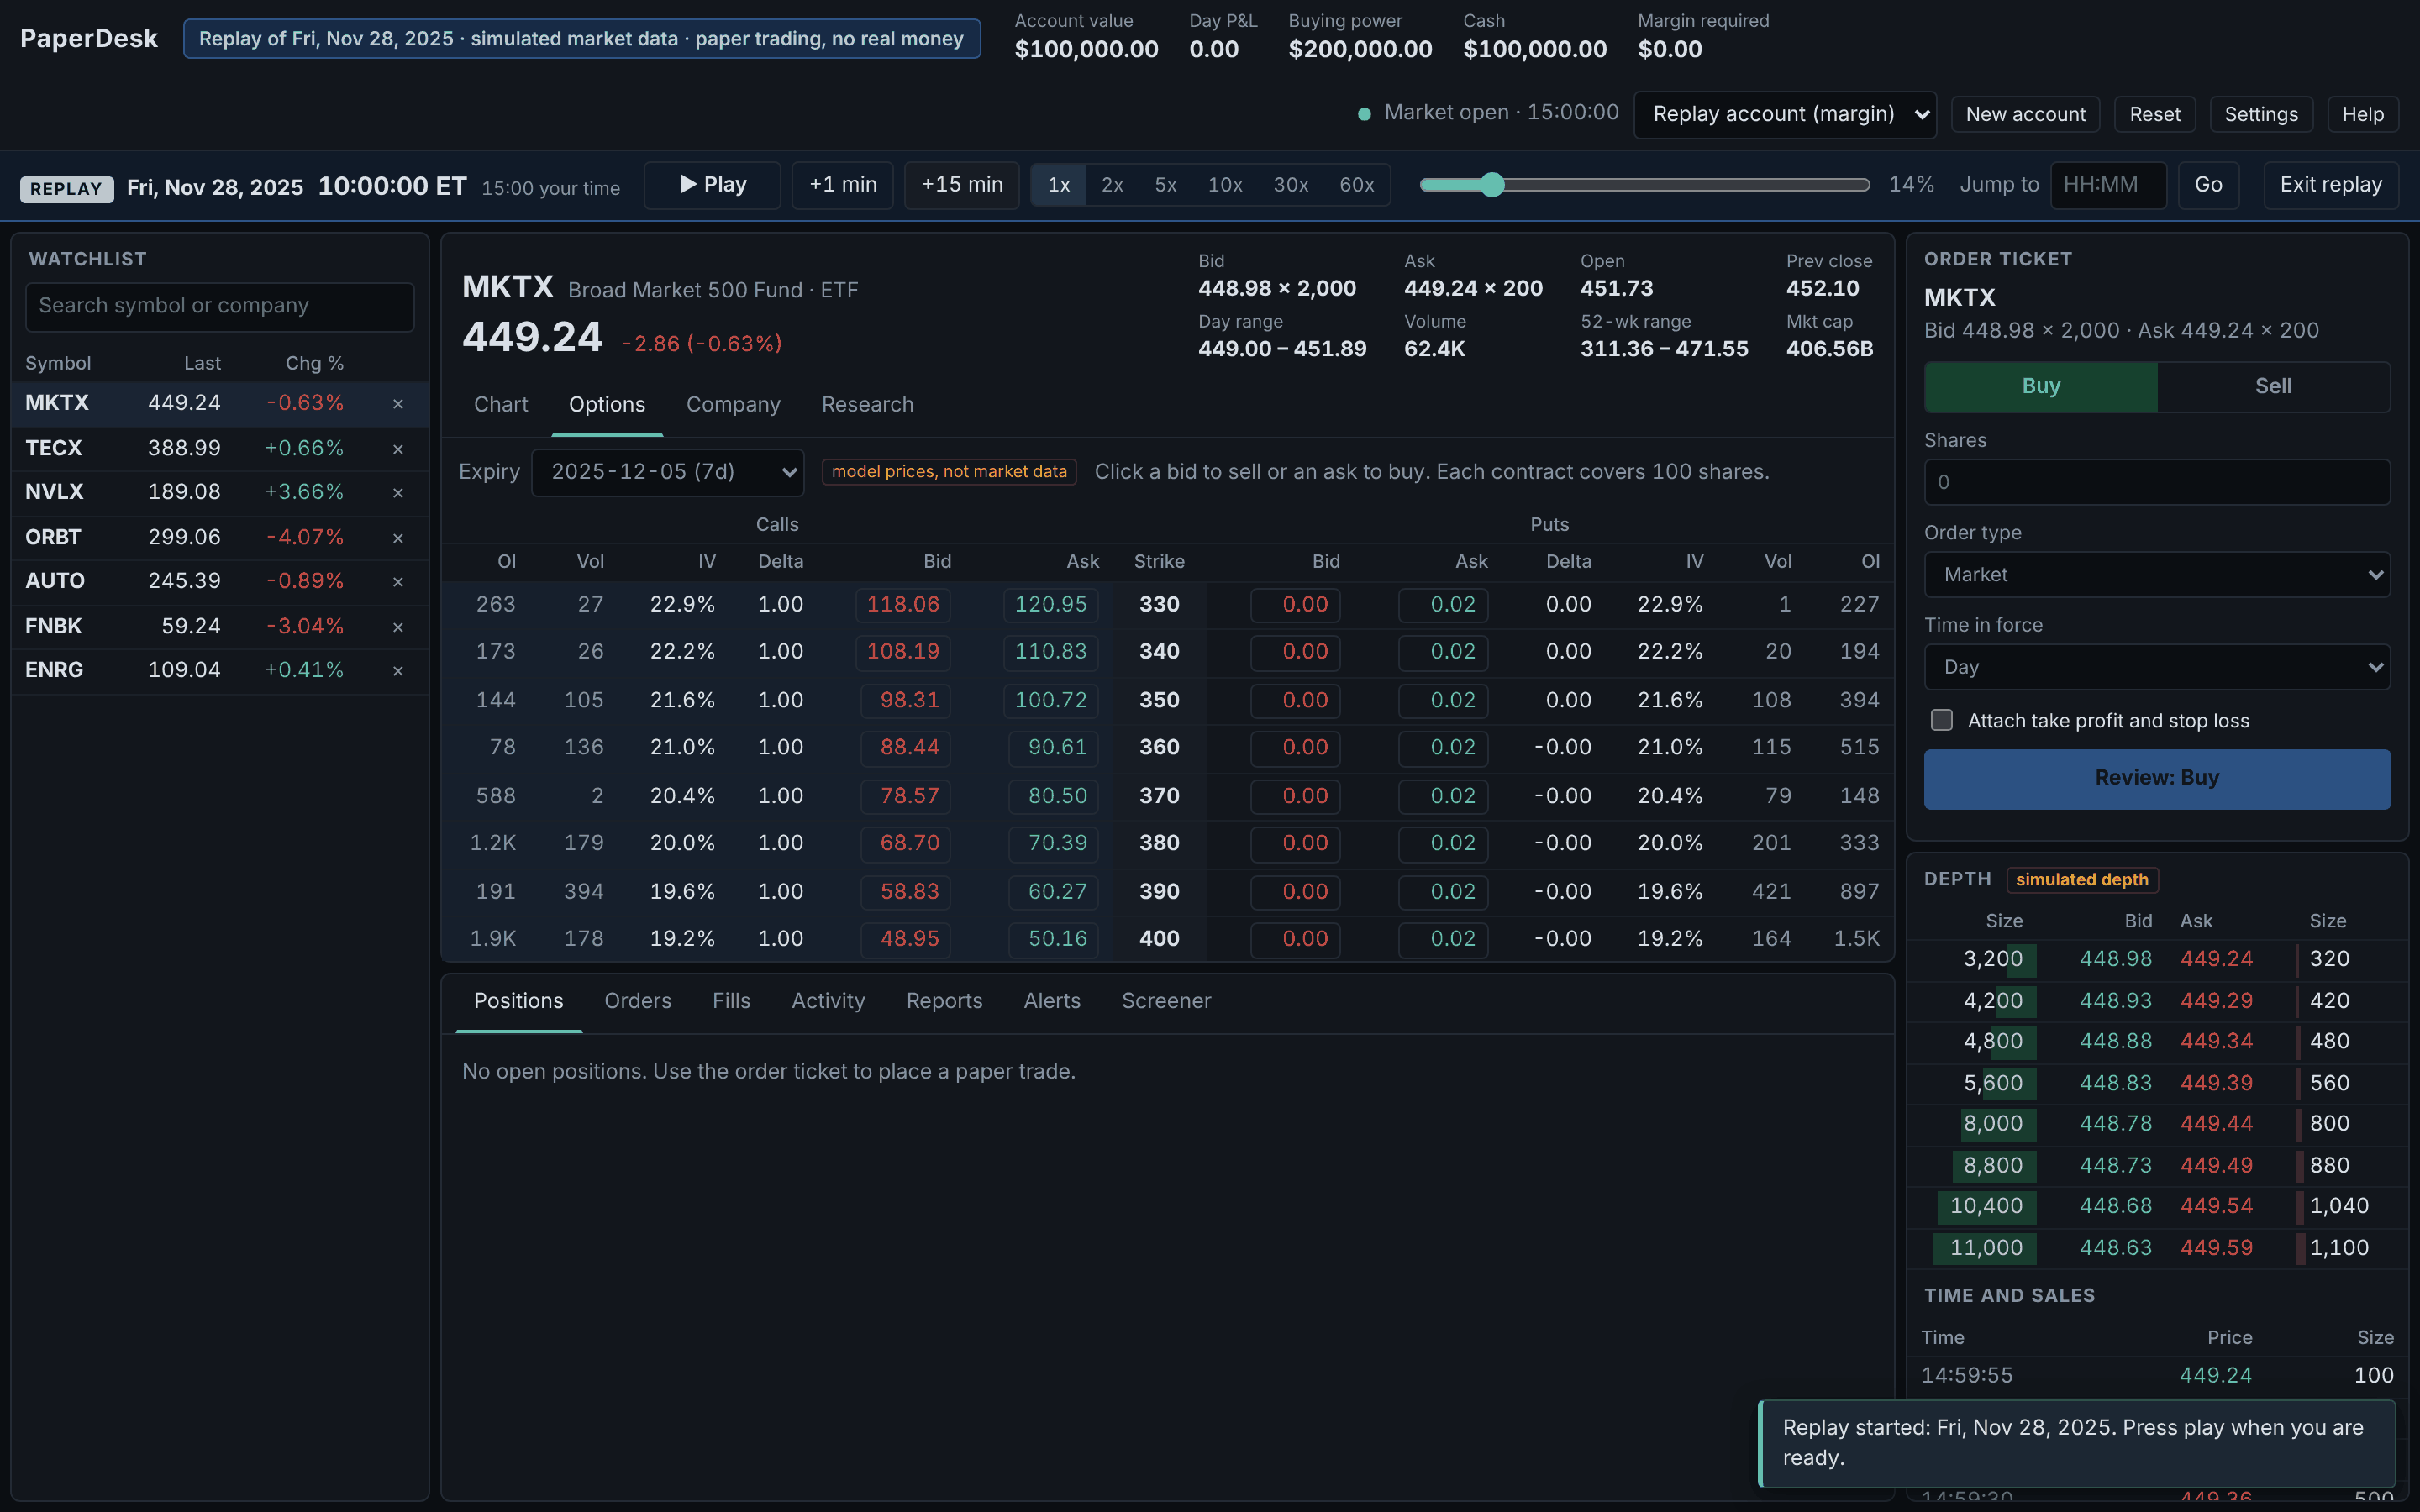 PaperDesk
Replay of Fri, Nov 28, 2025 · simulated market data · paper trading, no real money
Account value Day P&L Buying power Cash Margin required
$100,000.00 0.00 $200,000.00 $100,000.00 $0.00
Market open · 15:00:00 Replay account (margin) New account Reset Settings Help
REPLAY Fri, Nov 28, 2025 10:00:00 ET 15:00 your time Play +1 min +15 min 1x 2x 5x 10x 30x 60x 14% Jump to HH:MM Go Exit replay
WATCHLIST
Search symbol or company
Symbol Last Chg %
MKTX 449.24 -0.63% ×
TECX 388.99 +0.66% ×
NVLX 189.08 +3.66% ×
ORBT 299.06 -4.07% ×
AUTO 245.39 -0.89% ×
FNBK 59.24 -3.04% ×
ENRG 109.04 +0.41% ×
MKTX Broad Market 500 Fund · ETF
449.24 -2.86 (-0.63%)
Bid Ask Open Prev close
448.98 × 2,000 449.24 × 200 451.73 452.10
Day range Volume 52-wk range Mkt cap
449.00 – 451.89 62.4K 311.36 – 471.55 406.56B
Chart Options Company Research
Expiry 2025-12-05 (7d) model prices, not market data Click a bid to sell or an ask to buy. Each contract covers 100 shares.
Calls Puts
OI Vol IV Delta Bid Ask Strike Bid Ask Delta IV Vol OI
263 27 22.9% 1.00 118.06 120.95 330 0.00 0.02 0.00 22.9% 1 227
173 26 22.2% 1.00 108.19 110.83 340 0.00 0.02 0.00 22.2% 20 194
144 105 21.6% 1.00 98.31 100.72 350 0.00 0.02 0.00 21.6% 108 394
78 136 21.0% 1.00 88.44 90.61 360 0.00 0.02 -0.00 21.0% 115 515
588 2 20.4% 1.00 78.57 80.50 370 0.00 0.02 -0.00 20.4% 79 148
1.2K 179 20.0% 1.00 68.70 70.39 380 0.00 0.02 -0.00 20.0% 201 333
191 394 19.6% 1.00 58.83 60.27 390 0.00 0.02 -0.00 19.6% 421 897
1.9K 178 19.2% 1.00 48.95 50.16 400 0.00 0.02 -0.00 19.2% 164 1.5K
Positions Orders Fills Activity Reports Alerts Screener
No open positions. Use the order ticket to place a paper trade.
ORDER TICKET
MKTX
Bid 448.98 × 2,000 · Ask 449.24 × 200
Buy Sell
Shares
0
Order type
Market
Time in force
Day
Attach take profit and stop loss
Review: Buy
DEPTH simulated depth
Size Bid Ask Size
3,200 448.98 449.24 320
4,200 448.93 449.29 420
4,800 448.88 449.34 480
5,600 448.83 449.39 560
8,000 448.78 449.44 800
8,800 448.73 449.49 880
10,400 448.68 449.54 1,040
11,000 448.63 449.59 1,100
TIME AND SALES
Time Price Size
14:59:55 449.24 100
Replay started: Fri, Nov 28, 2025. Press play when you are
ready.
14:59:30 449.36 500